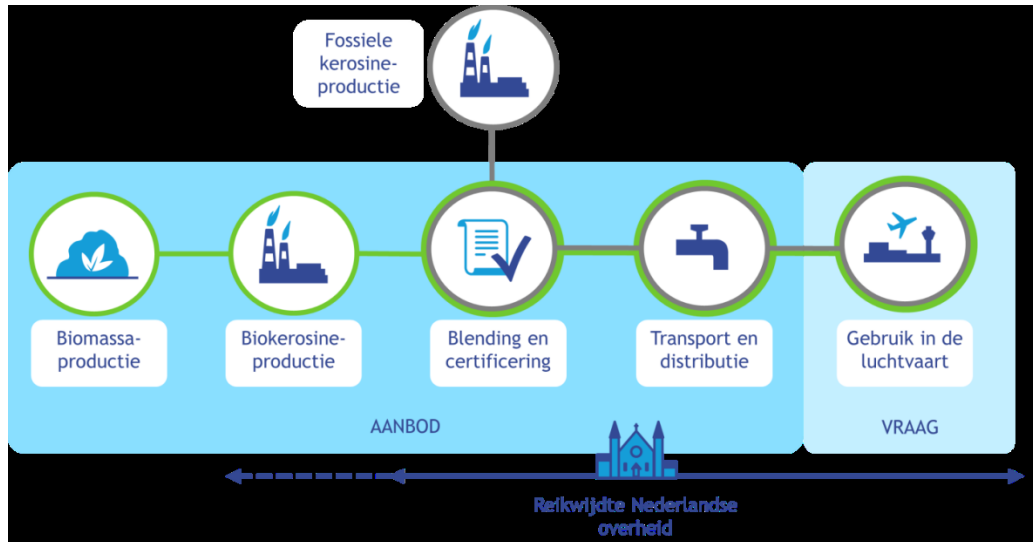 Fossiele
kerosine-
productie
Biomassa-
productie
Biokerosine-
productie
Blending en
certificering
Transport en
distributie
Gebruik in de
luchtvaart
AANBOD
VRAAG
Reikwijdte Nederlandse
overheid